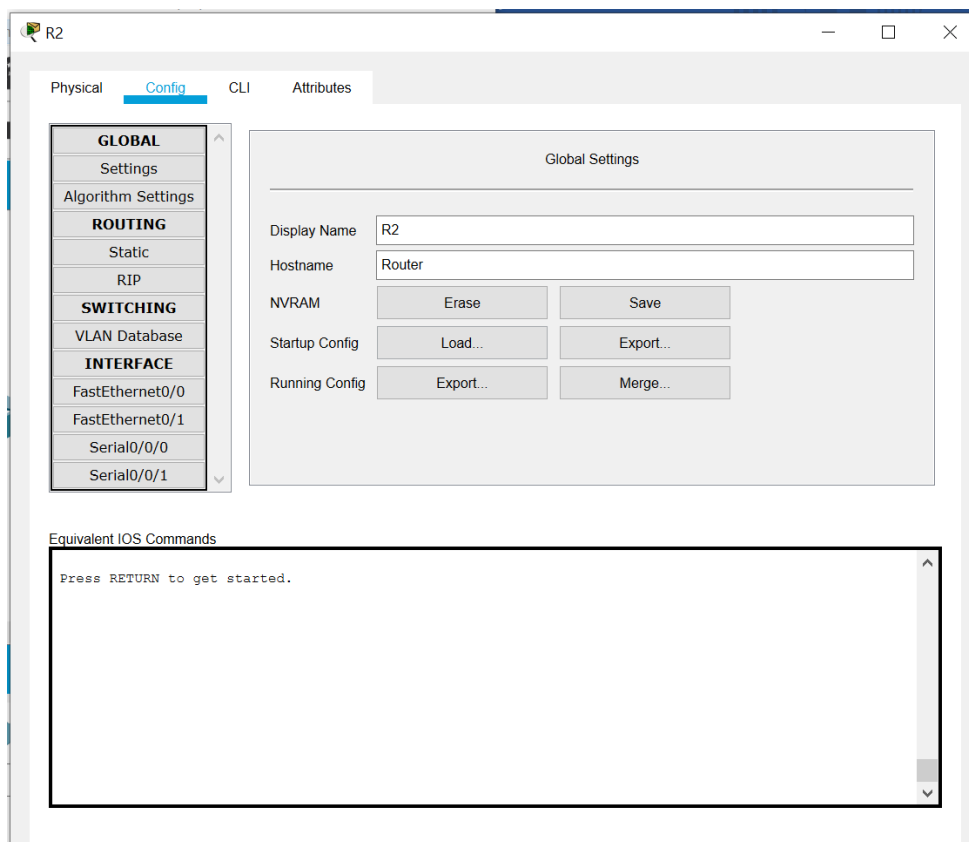 R2
Physical Config CLI Attributes
GLOBAL
Settings
Algorithm Settings
ROUTING
Static
RIP
SWITCHING
VLAN Database
INTERFACE
FastEthernet0/0
FastEthernet0/1
Serial0/0/0
Serial0/0/1
Global Settings
Display Name R2
Hostname Router
NVRAM Erase Save
Startup Config Load... Export...
Running Config Export... Merge...
Equivalent IOS Commands
Press RETURN to get started.